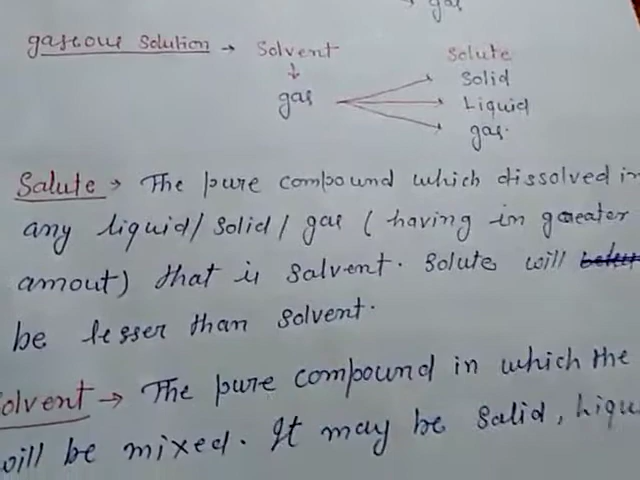 gas
gaseous solution → Solvent Solute
↓ Solid
gas Liquid
gas.
Salute → The pure compound which dissolved in
any liquid/solid/gas (having in greater
amout) that is salvent. Solute will
be lesser than solvent.
olvent → The pure compound in which the
will be mixed. It may be Salid, Liqu